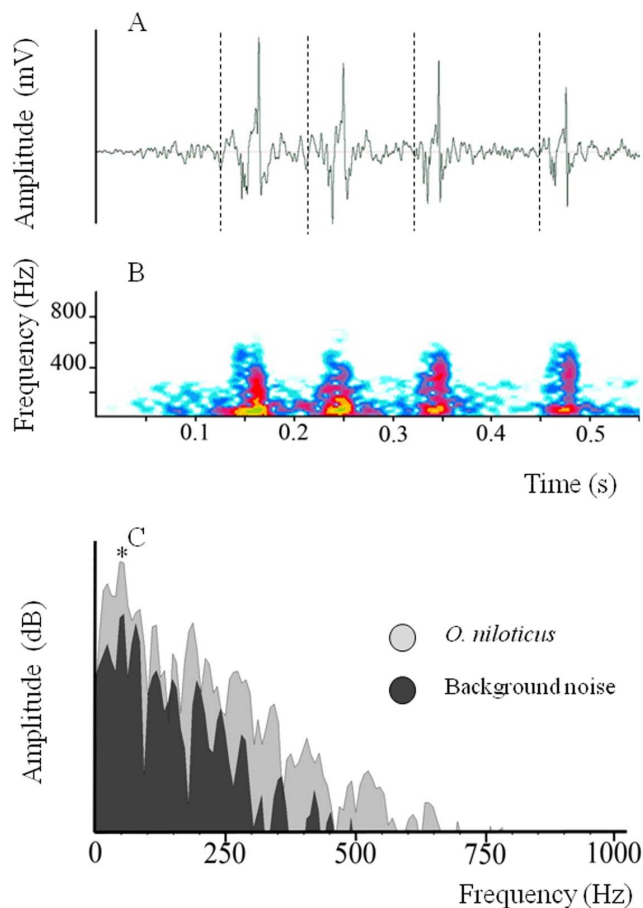 A
Amplitude (mV)
B
Frequency (Hz)
800
400
0.1 0.2 0.3 0.4 0.5
Time (s)
* C
Amplitude (dB)
O. niloticus
Background noise
0 250 500 750 1000
Frequency (Hz)